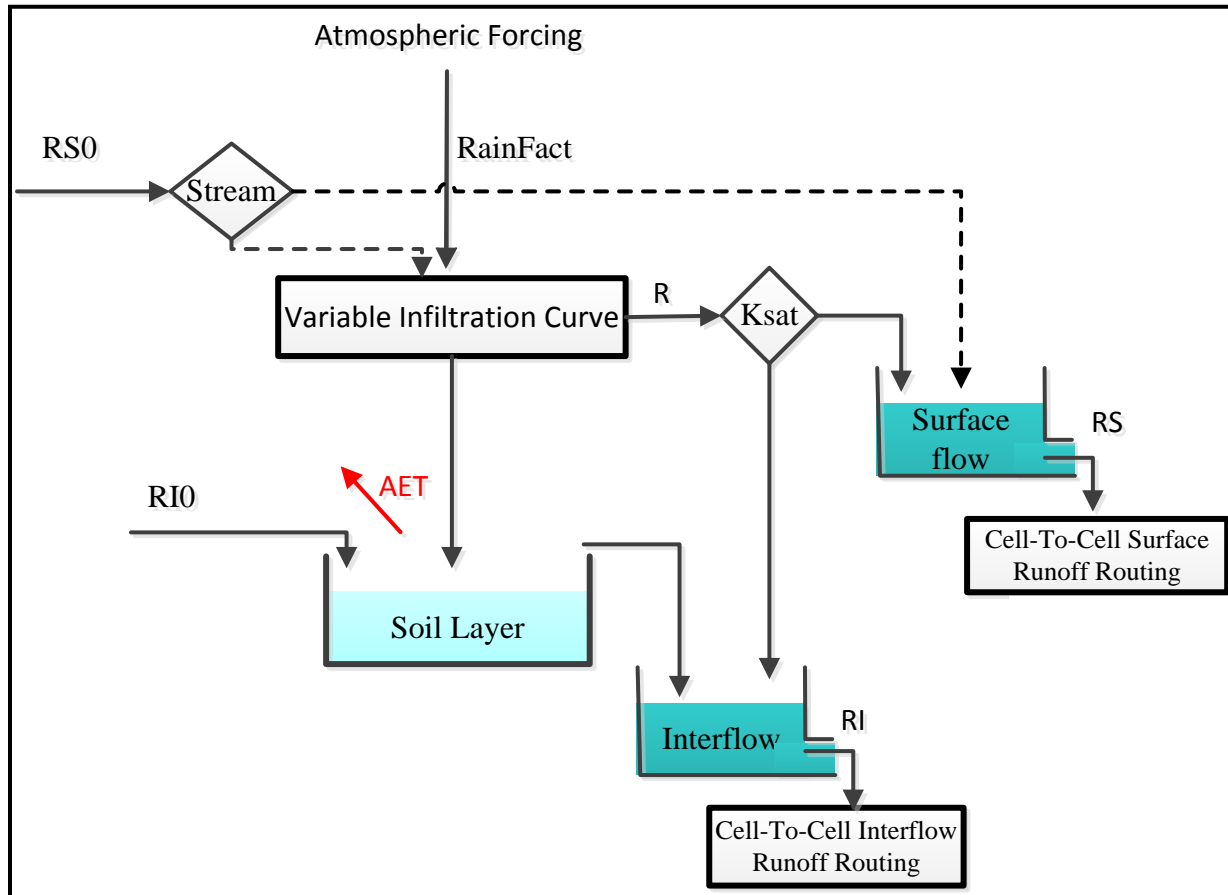 Atmospheric Forcing
RS0
RainFact
Stream
Variable Infiltration Curve
R
Ksat
Surface
flow
RS
AET
RI0
Cell-To-Cell Surface
Runoff Routing
Soil Layer
Interflow
RI
Cell-To-Cell Interflow
Runoff Routing